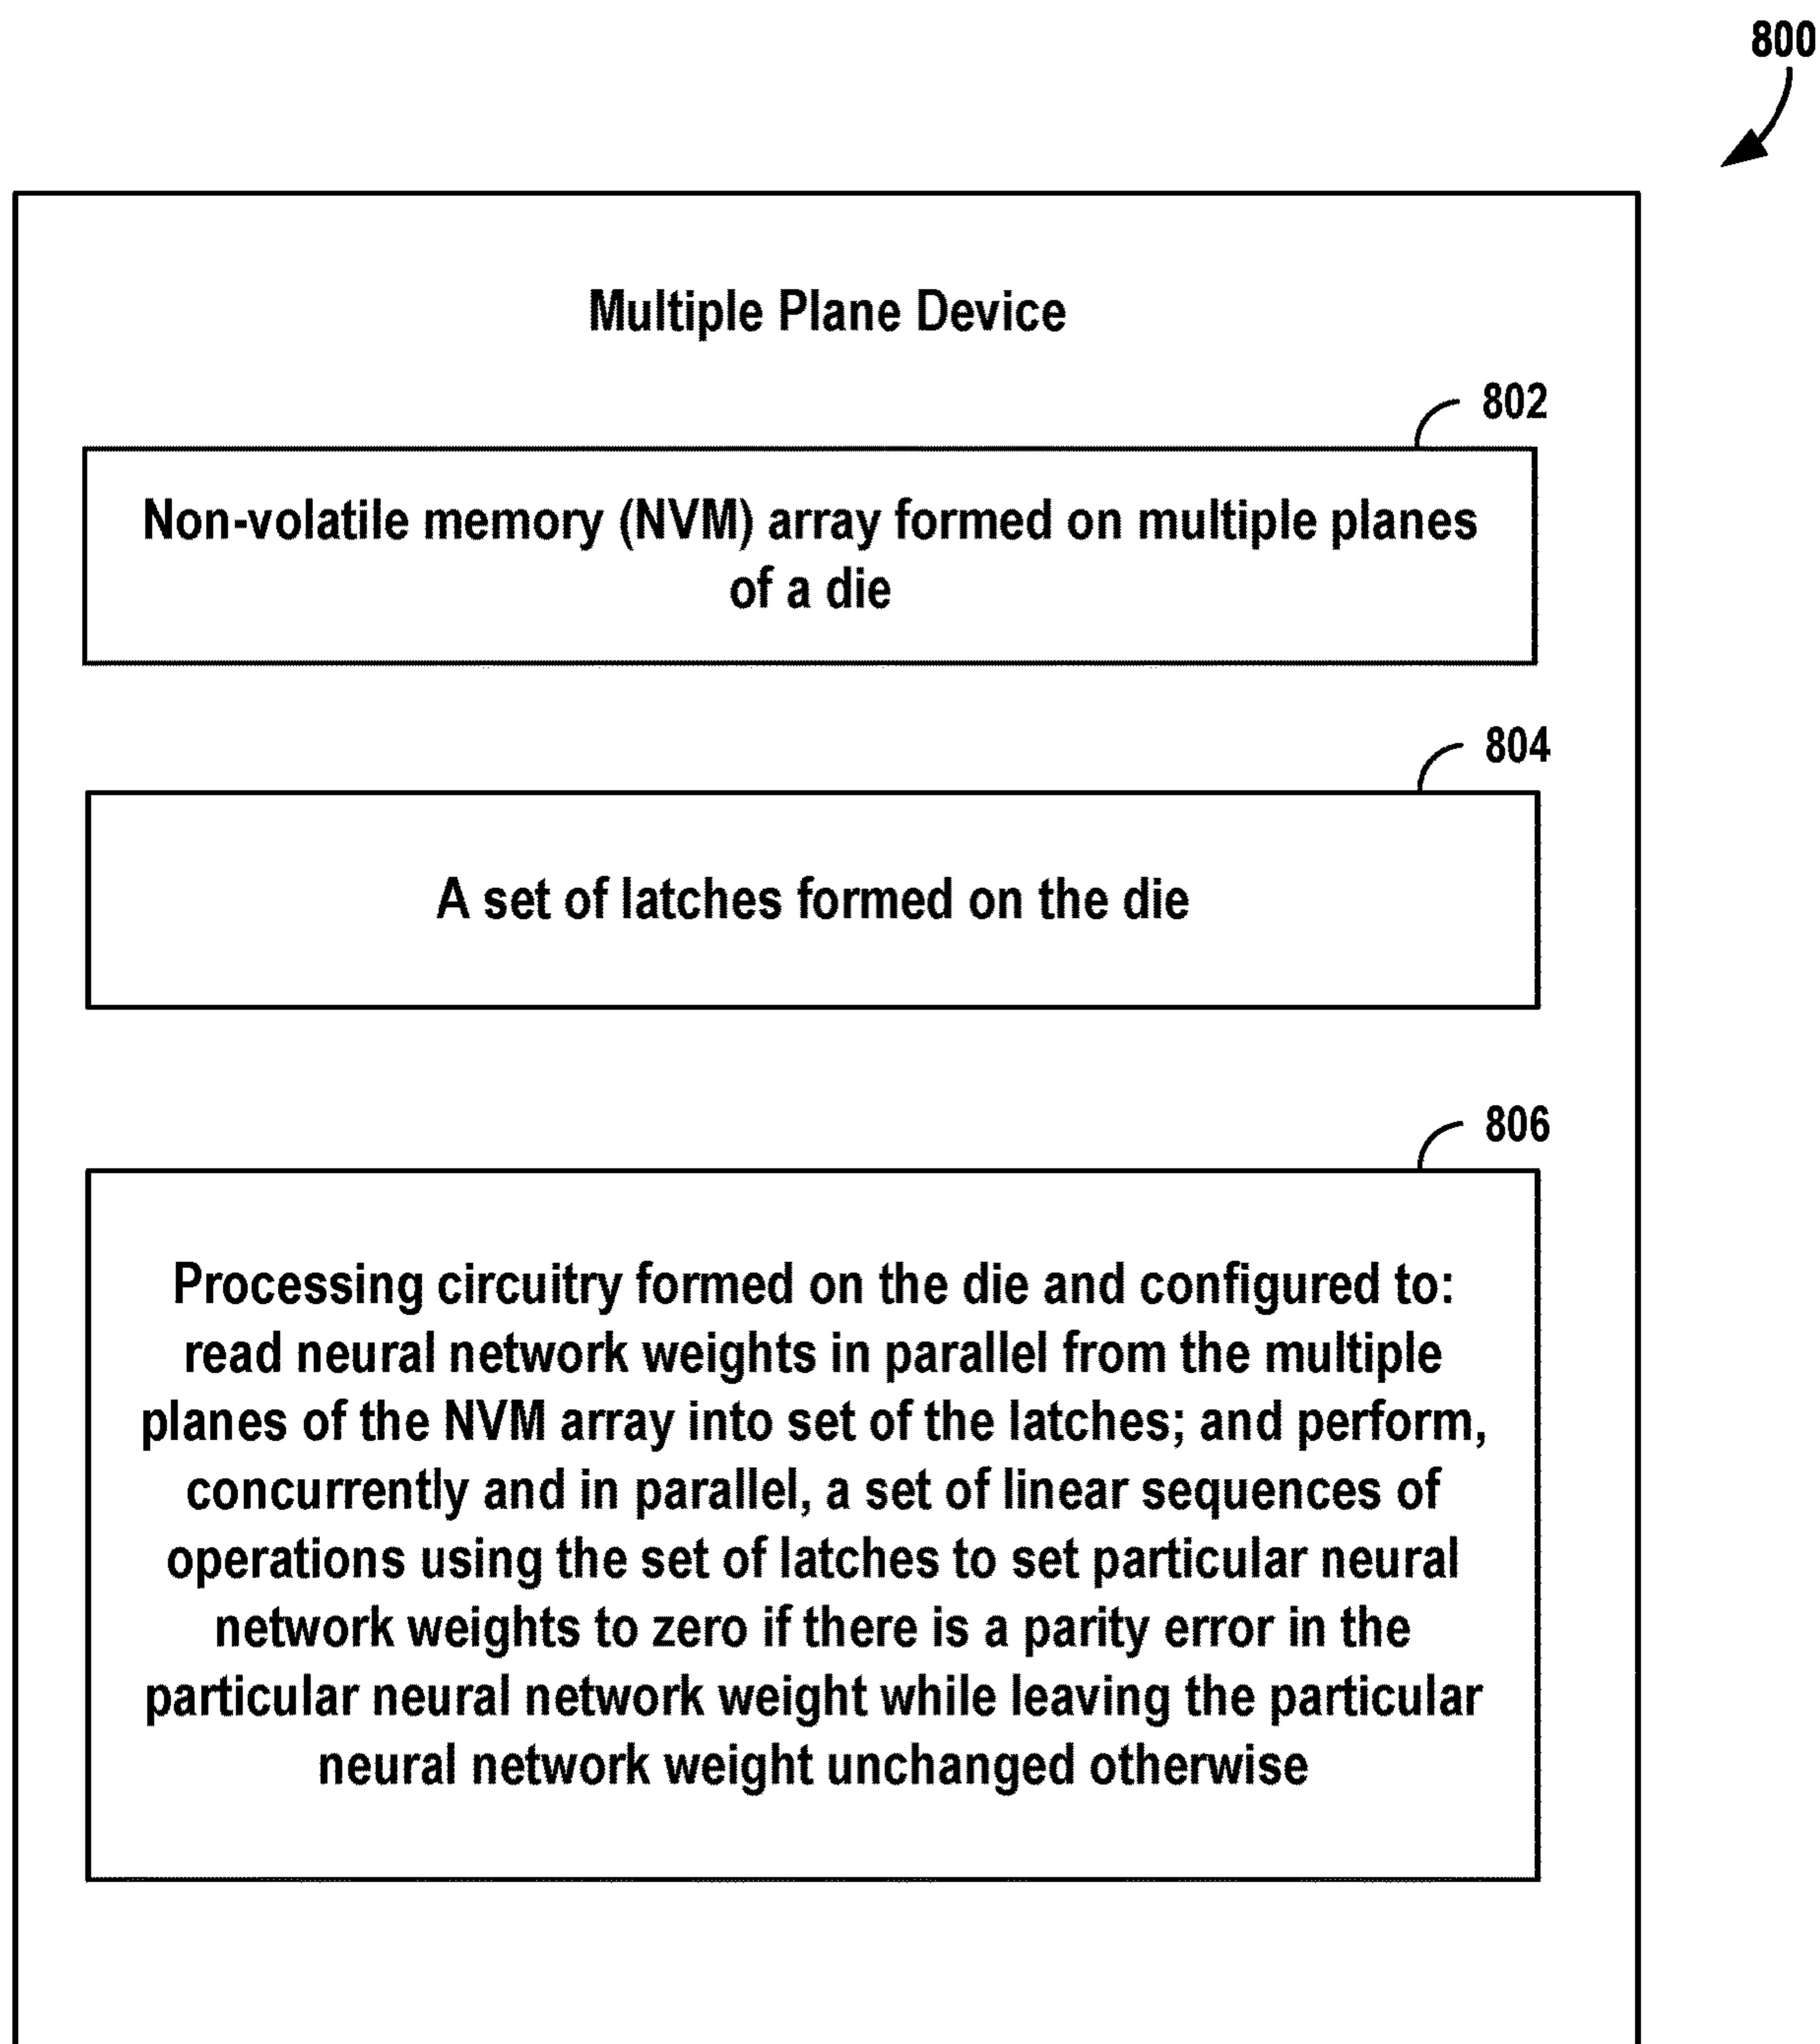 800
Multiple Plane Device
802
Non-volatile memory (NVM) array formed on multiple planes
of a die
804
A set of latches formed on the die
806
Processing circuitry formed on the die and configured to:
read neural network weights in parallel from the multiple
planes of the NVM array into set of the latches; and perform,
concurrently and in parallel, a set of linear sequences of
operations using the set of latches to set particular neural
network weights to zero if there is a parity error in the
particular neural network weight while leaving the particular
neural network weight unchanged otherwise